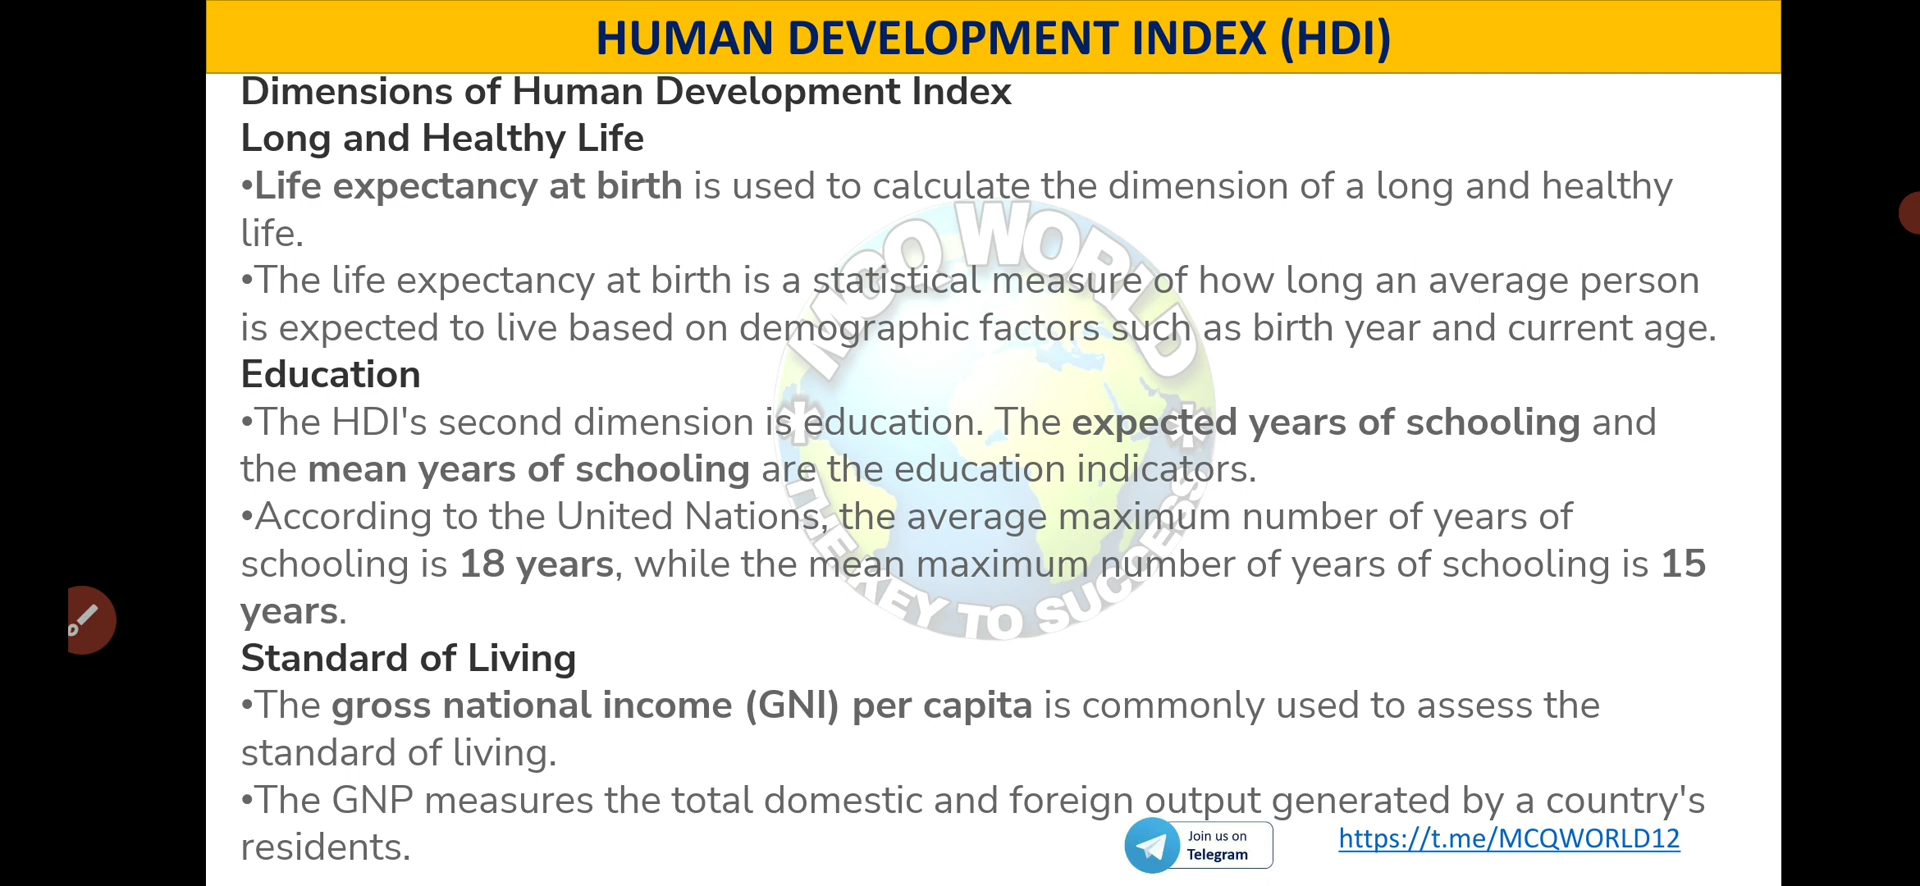 HUMAN DEVELOPMENT INDEX (HDI)
Dimensions of Human Development Index
Long and Healthy Life
•Life expectancy at birth is used to calculate the dimension of a long and healthy
life.
•The life expectancy at birth is a statistical measure of how long an average person
is expected to live based on demographic factors such as birth year and current age.
Education
•The HDI's second dimension is education. The expected years of schooling and
the mean years of schooling are the education indicators.
•According to the United Nations, the average maximum number of years of
schooling is 18 years, while the mean maximum number of years of schooling is 15
years.
Standard of Living
•The gross national income (GNI) per capita is commonly used to assess the
standard of living.
•The GNP measures the total domestic and foreign output generated by a country's
residents.
MCQ WORLD
* THE KEY TO SUCCESS *
Join us on
Telegram
https://t.me/MCQWORLD12